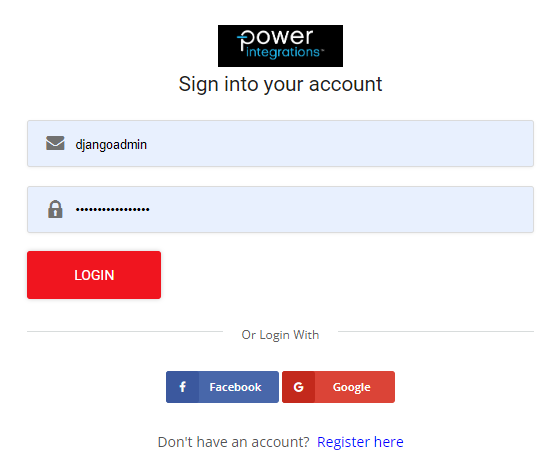 power
integrations™
Sign into your account
djangoadmin
•••••••••••••••••
LOGIN
Or Login With
f Facebook G Google
Don't have an account? Register here